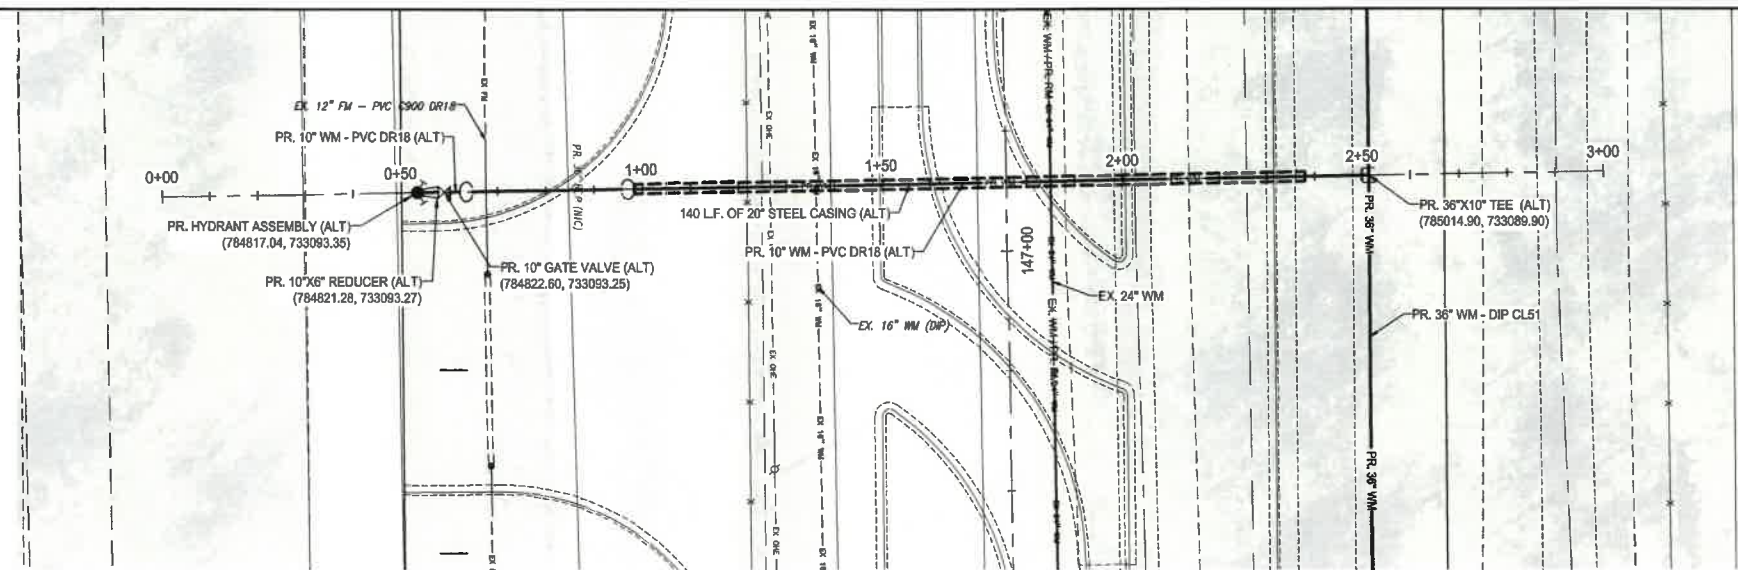 EX. 12" FM - PVC C900 DR18
PR. 10" WM - PVC DR18 (ALT)
EX FM
EX OHE
EX 16" WM
0+00
0+50
1+00
1+50
2+00
2+50
3+00
PR. HYDRANT ASSEMBLY (ALT)
(784817.04, 733093.35)
PR. 10"X6" REDUCER (ALT)
(784821.28, 733093.27)
PR. 10" GATE VALVE (ALT)
(784822.60, 733093.25)
140 L.F. OF 20" STEEL CASING (ALT)
PR. 10" WM - PVC DR18 (ALT)
147+00
EX. 16" WM (DIP)
EX. 24" WM
PR. 36"X10" TEE (ALT)
(785014.90, 733089.90)
PR. 36" WM
PR. 36" WM - DIP CL51
PR. 36" WM
EX OHE
EX 16" WM
EX OHE